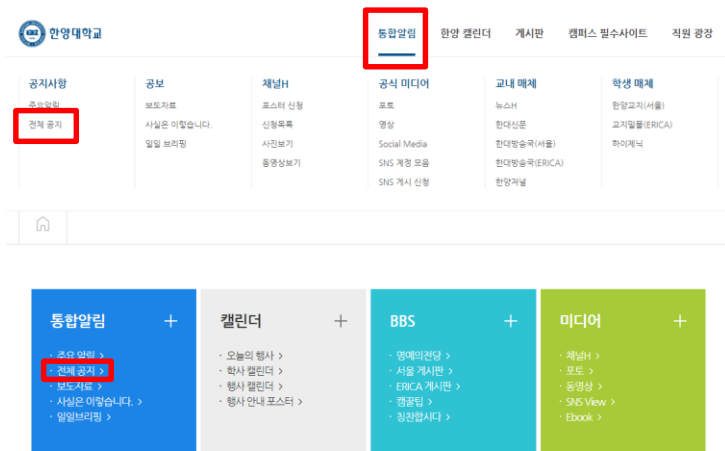 한양대학교
통합알림 한양 캘린더 게시판 캠퍼스 필수사이트 직원 광장
공지사항 공보 채널H 공식 미디어 교내 매체 학생 매체
주요알림 보도자료 포스터 신청 포토 뉴스H 한양교지(서울)
전체 공지 사실은 이렇습니다. 신청목록 영상 한대신문 교지밀물(ERICA)
일일 브리핑 사진보기 Social Media 한대방송국(서울) 하이제닉
동영상보기 SNS 계정 모음 한대방송국(ERICA)
SNS 게시 신청 한양저널
통합알림 + 캘린더 + BBS + 미디어 +
· 주요 알림 > · 오늘의 행사 > · 명예의전당 > · 채널H >
· 전체 공지 > · 학사 캘린더 > · 서울 게시판 > · 포토 >
· 보도자료 > · 행사 캘린더 > · ERICA 게시판 > · 동영상 >
· 사실은 이렇습니다. > · 행사 안내 포스터 > · 캠꿀팁 > · SNS View >
· 일일브리핑 > · 칭찬합시다 > · Ebook >